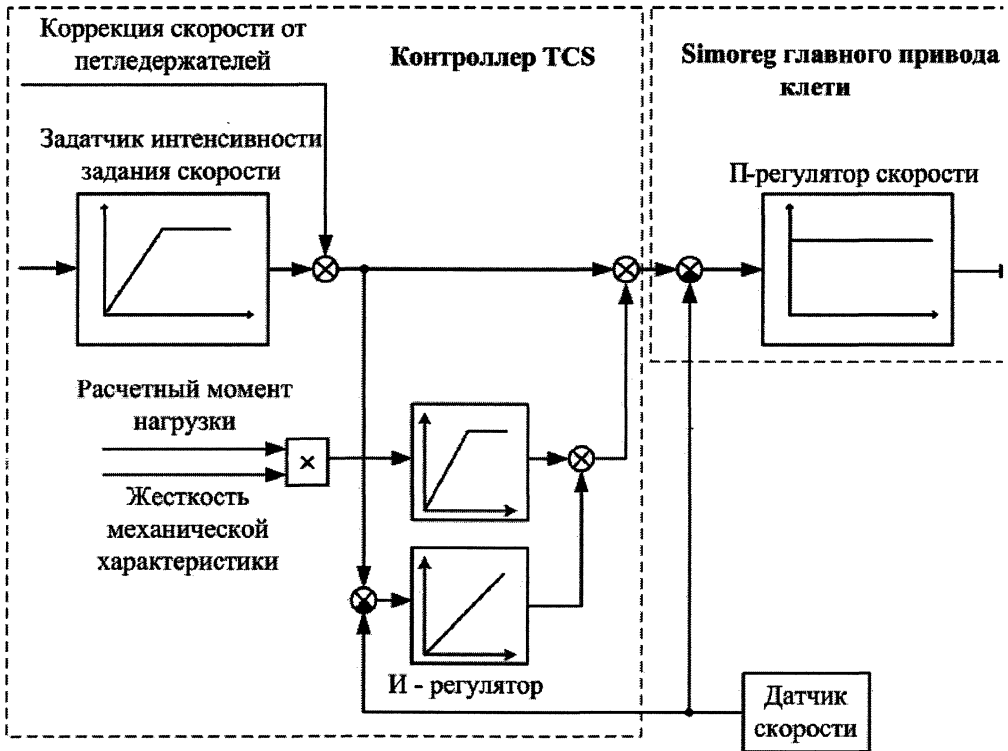 Коррекция скорости от
петледержателей
Контроллер TCS
Simoreg главного привода
клети
Задатчик интенсивности
задания скорости
П-регулятор скорости
Расчетный момент
нагрузки
×
Жесткость
механической
характеристики
И - регулятор
Датчик
скорости